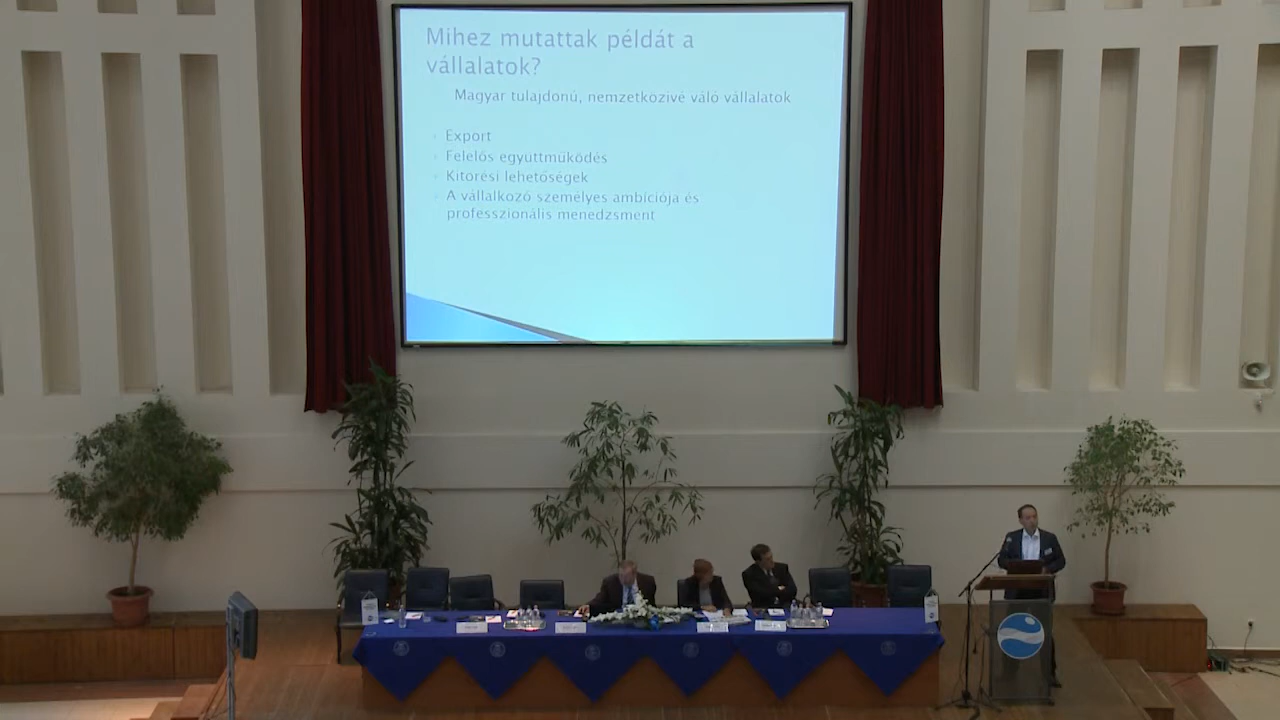 Mihez mutattak példát a
vállalatok?
Magyar tulajdonú, nemzetközivé váló vállalatok
Export
Felelős együttműködés
Kitörési lehetőségek
A vállalkozó személyes ambíciója és
professzionális menedzsment